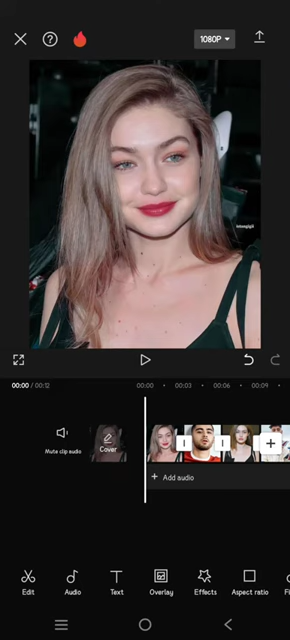 1080P
00:00 / 00:12
00:00
00:03
00:06
00:09
Mute clip audio
Cover
+ Add audio
Edit
Audio
Text
Overlay
Effects
Aspect ratio